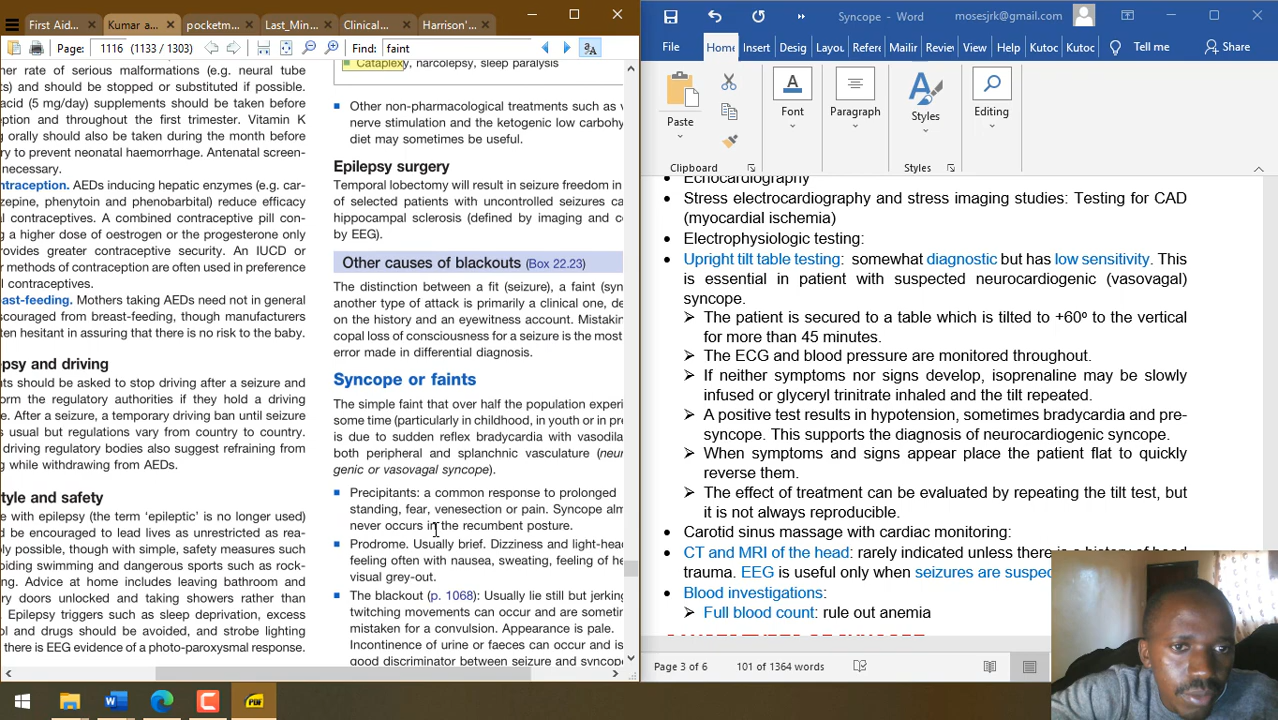 First Aid...
Kumar a...
pocketm...
Last_Min...
Clinical...
Harrison'...
Page: 1116 (1133 / 1303)
Find: faint
her rate of serious malformations (e.g. neural tube
ts) and should be stopped or substituted if possible.
acid (5 mg/day) supplements should be taken before
eption and throughout the first trimester. Vitamin K
g orally should also be taken during the month before
ry to prevent neonatal haemorrhage. Antenatal screen-
necessary.
ntraception. AEDs inducing hepatic enzymes (e.g. car-
zepine, phenytoin and phenobarbital) reduce efficacy
l contraceptives. A combined contraceptive pill con-
g a higher dose of oestrogen or the progesterone only
rovides greater contraceptive security. An IUCD or
r methods of contraception are often used in preference
l contraceptives.
east-feeding. Mothers taking AEDs need not in general
scouraged from breast-feeding, though manufacturers
ten hesitant in assuring that there is no risk to the baby.
epsy and driving
ts should be asked to stop driving after a seizure and
orm the regulatory authorities if they hold a driving
e. After a seizure, a temporary driving ban until seizure
s usual but regulations vary from country to country.
driving regulatory bodies also suggest refraining from
g while withdrawing from AEDs.
tyle and safety
e with epilepsy (the term 'epileptic' is no longer used)
d be encouraged to lead lives as unrestricted as rea-
ly possible, though with simple, safety measures such
oiding swimming and dangerous sports such as rock-
ing. Advice at home includes leaving bathroom and
ry doors unlocked and taking showers rather than
. Epilepsy triggers such as sleep deprivation, excess
ol and drugs should be avoided, and strobe lighting
there is EEG evidence of a photo-paroxysmal response.
Cataplexy, narcolepsy, sleep paralysis
Other non-pharmacological treatments such as v
nerve stimulation and the ketogenic low carbohy
diet may sometimes be useful.
Epilepsy surgery
Temporal lobectomy will result in seizure freedom in
of selected patients with uncontrolled seizures ca
hippocampal sclerosis (defined by imaging and co
by EEG).
Other causes of blackouts (Box 22.23)
The distinction between a fit (seizure), a faint (syn
another type of attack is primarily a clinical one, de
on the history and an eyewitness account. Mistakin
copal loss of consciousness for a seizure is the most
error made in differential diagnosis.
Syncope or faints
The simple faint that over half the population experi
some time (particularly in childhood, in youth or in pre
is due to sudden reflex bradycardia with vasodila
both peripheral and splanchnic vasculature (neur
genic or vasovagal syncope).
Precipitants: a common response to prolonged
standing, fear, venesection or pain. Syncope alm
never occurs in the recumbent posture.
Prodrome. Usually brief. Dizziness and light-head
feeling often with nausea, sweating, feeling of he
visual grey-out.
The blackout (p. 1068): Usually lie still but jerking
twitching movements can occur and are sometim
mistaken for a convulsion. Appearance is pale.
Incontinence of urine or faeces can occur and is
good discriminator between seizure and syncope
Syncope - Word
mosesjrk@gmail.com
File
Home
Insert
Desig
Layou
Refere
Mailin
Review
View
Help
Kutoo
Kutoo
Tell me
Share
Paste
Font
Paragraph
Styles
Editing
Clipboard
Styles
• Echocardiography
• Stress electrocardiography and stress imaging studies: Testing for CAD
(myocardial ischemia)
• Electrophysiologic testing:
• Upright tilt table testing: somewhat diagnostic but has low sensitivity. This
is essential in patient with suspected neurocardiogenic (vasovagal)
syncope.
➢ The patient is secured to a table which is tilted to +60º to the vertical
for more than 45 minutes.
➢ The ECG and blood pressure are monitored throughout.
➢ If neither symptoms nor signs develop, isoprenaline may be slowly
infused or glyceryl trinitrate inhaled and the tilt repeated.
➢ A positive test results in hypotension, sometimes bradycardia and pre-
syncope. This supports the diagnosis of neurocardiogenic syncope.
➢ When symptoms and signs appear place the patient flat to quickly
reverse them.
➢ The effect of treatment can be evaluated by repeating the tilt test, but
it is not always reproducible.
• Carotid sinus massage with cardiac monitoring:
• CT and MRI of the head: rarely indicated unless there is a history of head
trauma. EEG is useful only when seizures are suspec
• Blood investigations:
➢ Full blood count: rule out anemia
Page 3 of 6
101 of 1364 words